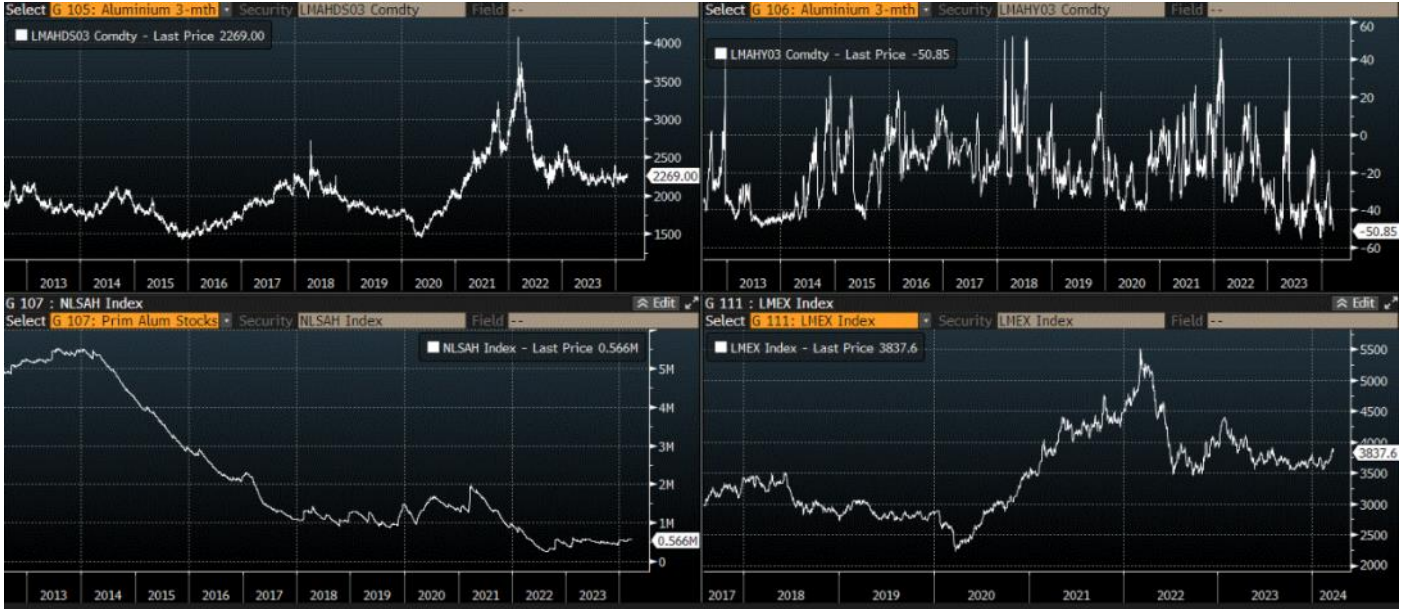 Select G 105: Aluminium 3-mth Security LMAHDS03 Comdty Field --
LMAHDS03 Comdty - Last Price 2269.00
4000
3500
3000
2500
2269.00
2000
1500
2013 2014 2015 2016 2017 2018 2019 2020 2021 2022 2023
Select G 106: Aluminium 3-mth Security LMAHY03 Comdty Field --
LMAHY03 Comdty - Last Price -50.85
60
40
20
0
-20
-40
-50.85
-60
2013 2014 2015 2016 2017 2018 2019 2020 2021 2022 2023
G 107 : NLSAH Index Edit
Select G 107: Prim Alum Stocks Security NLSAH Index Field --
NLSAH Index - Last Price 0.566M
5M
4M
3M
2M
1M
0.566M
0
2013 2014 2015 2016 2017 2018 2019 2020 2021 2022 2023
G 111 : LMEX Index Edit
Select G 111: LMEX Index Security LMEX Index Field --
LMEX Index - Last Price 3837.6
5500
5000
4500
4000
3837.6
3500
3000
2500
2000
2017 2018 2019 2020 2021 2022 2023 2024